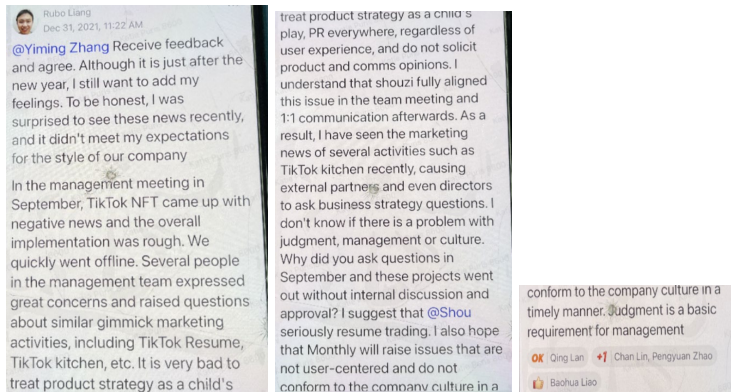 Rubo Liang
Dec 31, 2021, 11:22 AM
@Yiming Zhang Receive feedback
and agree. Although it is just after the
new year, I still want to add my
feelings. To be honest, I was
surprised to see these news recently,
and it didn't meet my expectations
for the style of our company
In the management meeting in
September, TikTok NFT came up with
negative news and the overall
implementation was rough. We
quickly went offline. Several people
in the management team expressed
great concerns and raised questions
about similar gimmick marketing
activities, including TikTok Resume,
TikTok kitchen, etc. It is very bad to
treat product strategy as a child's
treat product strategy as a child's
play, PR everywhere, regardless of
user experience, and do not solicit
product and comms opinions. I
understand that shouzi fully aligned
this issue in the team meeting and
1:1 communication afterwards. As a
result, I have seen the marketing
news of several activities such as
TikTok kitchen recently, causing
external partners and even directors
to ask business strategy questions. I
don't know if there is a problem with
judgment, management or culture.
Why did you ask questions in
September and these projects went
out without internal discussion and
approval? I suggest that @Shou
seriously resume trading. I also hope
that Monthly will raise issues that are
not user-centered and do not
conform to the company culture in a
conform to the company culture in a
timely manner. Judgment is a basic
requirement for management
OK Qing Lan +1 Chan Lin, Pengyuan Zhao
Baohua Liao